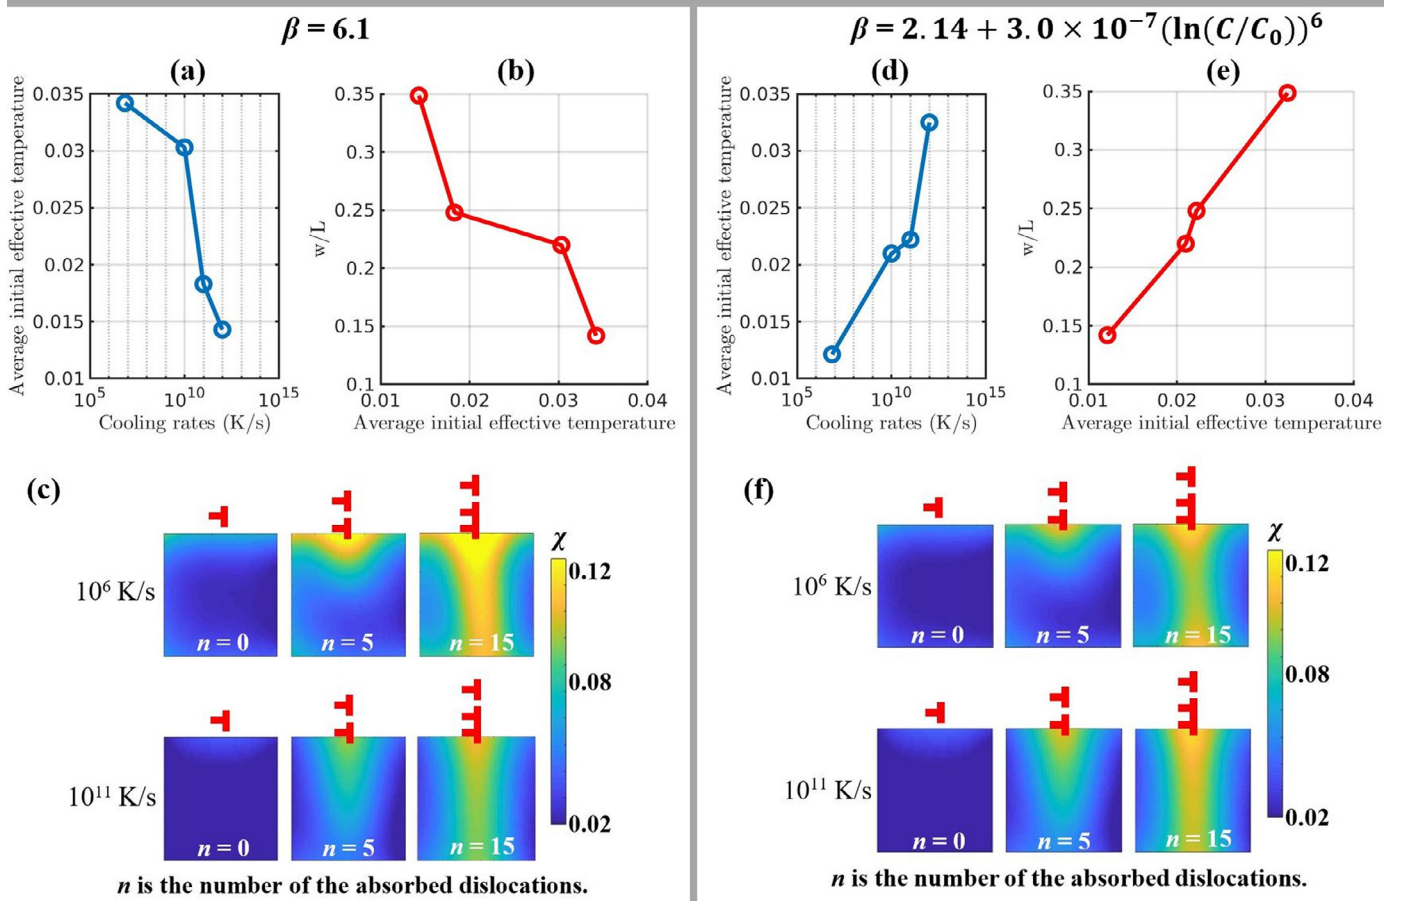 β = 6.1
β = 2.14 + 3.0 × 10⁻⁷(ln(C/C₀))⁶
(a)
(b)
(d)
(e)
Average initial effective temperature
0.035
0.03
0.025
0.02
0.015
0.01
10⁵
10¹⁰
10¹⁵
Cooling rates (K/s)
w/L
0.35
0.3
0.25
0.2
0.15
0.1
0.01
0.02
0.03
0.04
Average initial effective temperature
Average initial effective temperature
0.035
0.03
0.025
0.02
0.015
0.01
10⁵
10¹⁰
10¹⁵
Cooling rates (K/s)
w/L
0.35
0.3
0.25
0.2
0.15
0.1
0.01
0.02
0.03
0.04
Average initial effective temperature
(c)
10⁶ K/s
n = 0
n = 5
n = 15
10¹¹ K/s
n = 0
n = 5
n = 15
χ
0.12
0.08
0.02
n is the number of the absorbed dislocations.
(f)
10⁶ K/s
n = 0
n = 5
n = 15
10¹¹ K/s
n = 0
n = 5
n = 15
χ
0.12
0.08
0.02
n is the number of the absorbed dislocations.